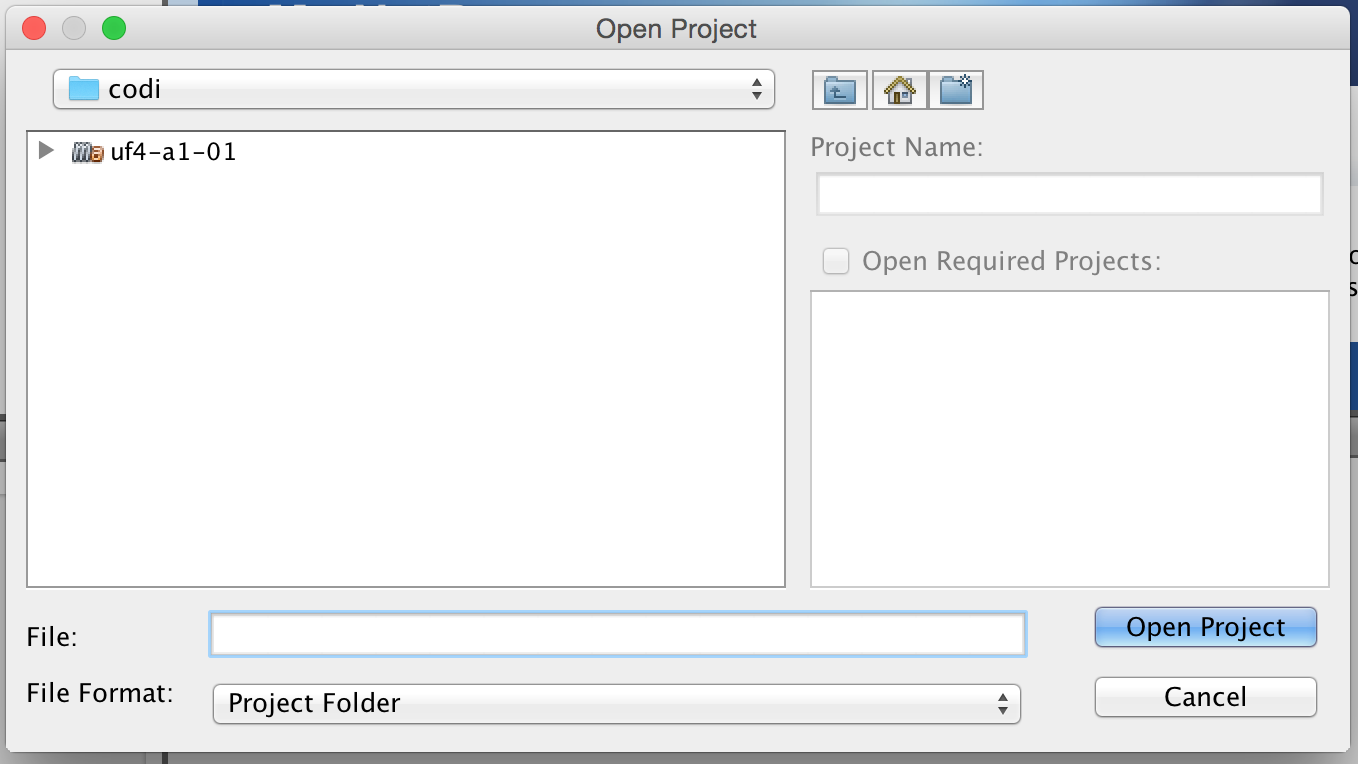 Open Project
codi
uf4-a1-01
Project Name:
Open Required Projects:
File:
Open Project
File Format:
Project Folder
Cancel